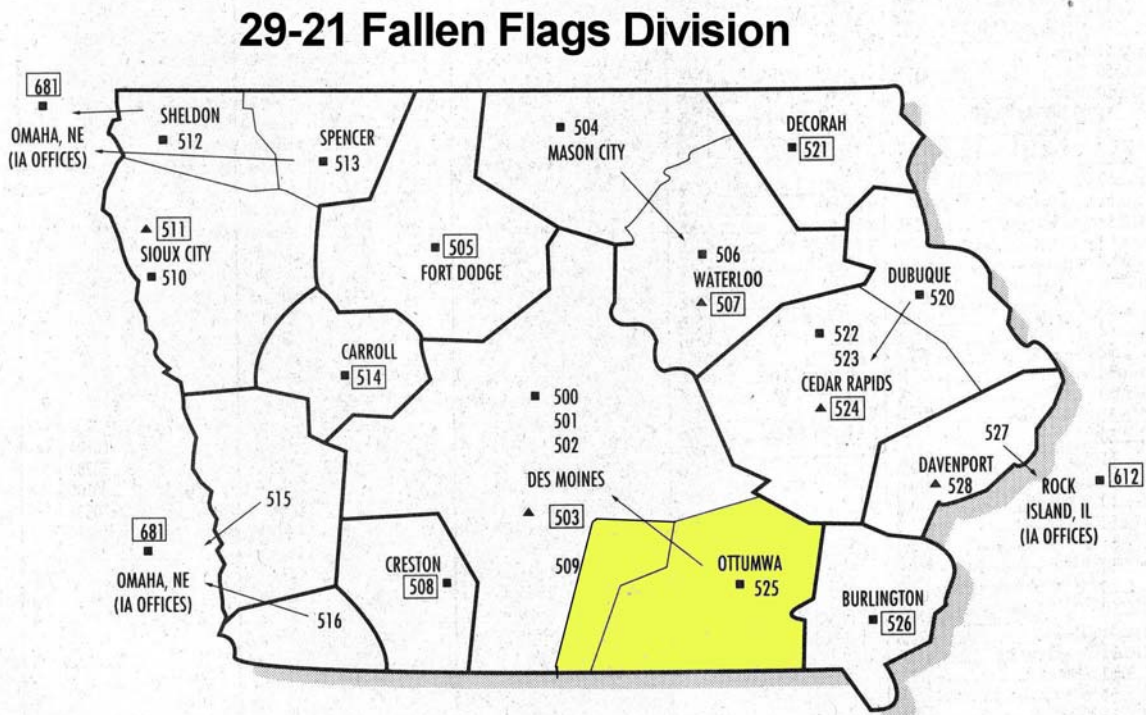 29-21 Fallen Flags Division
681
OMAHA, NE
(IA OFFICES)
SHELDON
512
SPENCER
513
504
MASON CITY
DECORAH
521
511
SIOUX CITY
510
505
FORT DODGE
506
WATERLOO
507
DUBUQUE
520
522
523
CEDAR RAPIDS
524
CARROLL
514
500
501
502
DES MOINES
503
527
DAVENPORT
528
612
ROCK
ISLAND, IL
(IA OFFICES)
515
681
OMAHA, NE
(IA OFFICES)
516
CRESTON
508
509
OTTUMWA
525
BURLINGTON
526